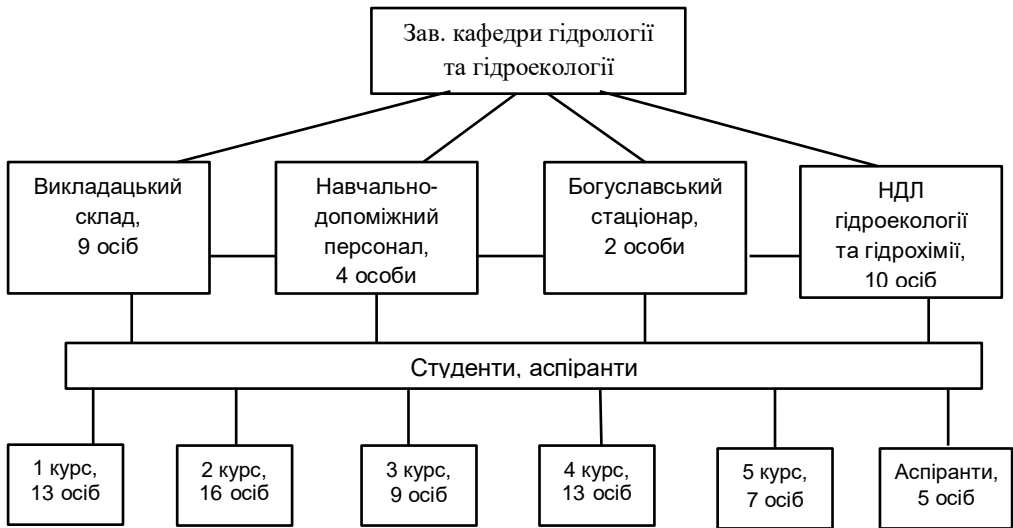 Зав. кафедри гідрології
та гідроекології
Викладацький
склад,
9 осіб
Навчально-
допоміжний
персонал,
4 особи
Богуславський
стаціонар,
2 особи
НДЛ
гідроекології
та гідрохімії,
10 осіб
Студенти, аспіранти
1 курс,
13 осіб
2 курс,
16 осіб
3 курс,
9 осіб
4 курс,
13 осіб
5 курс,
7 осіб
Аспіранти,
5 осіб